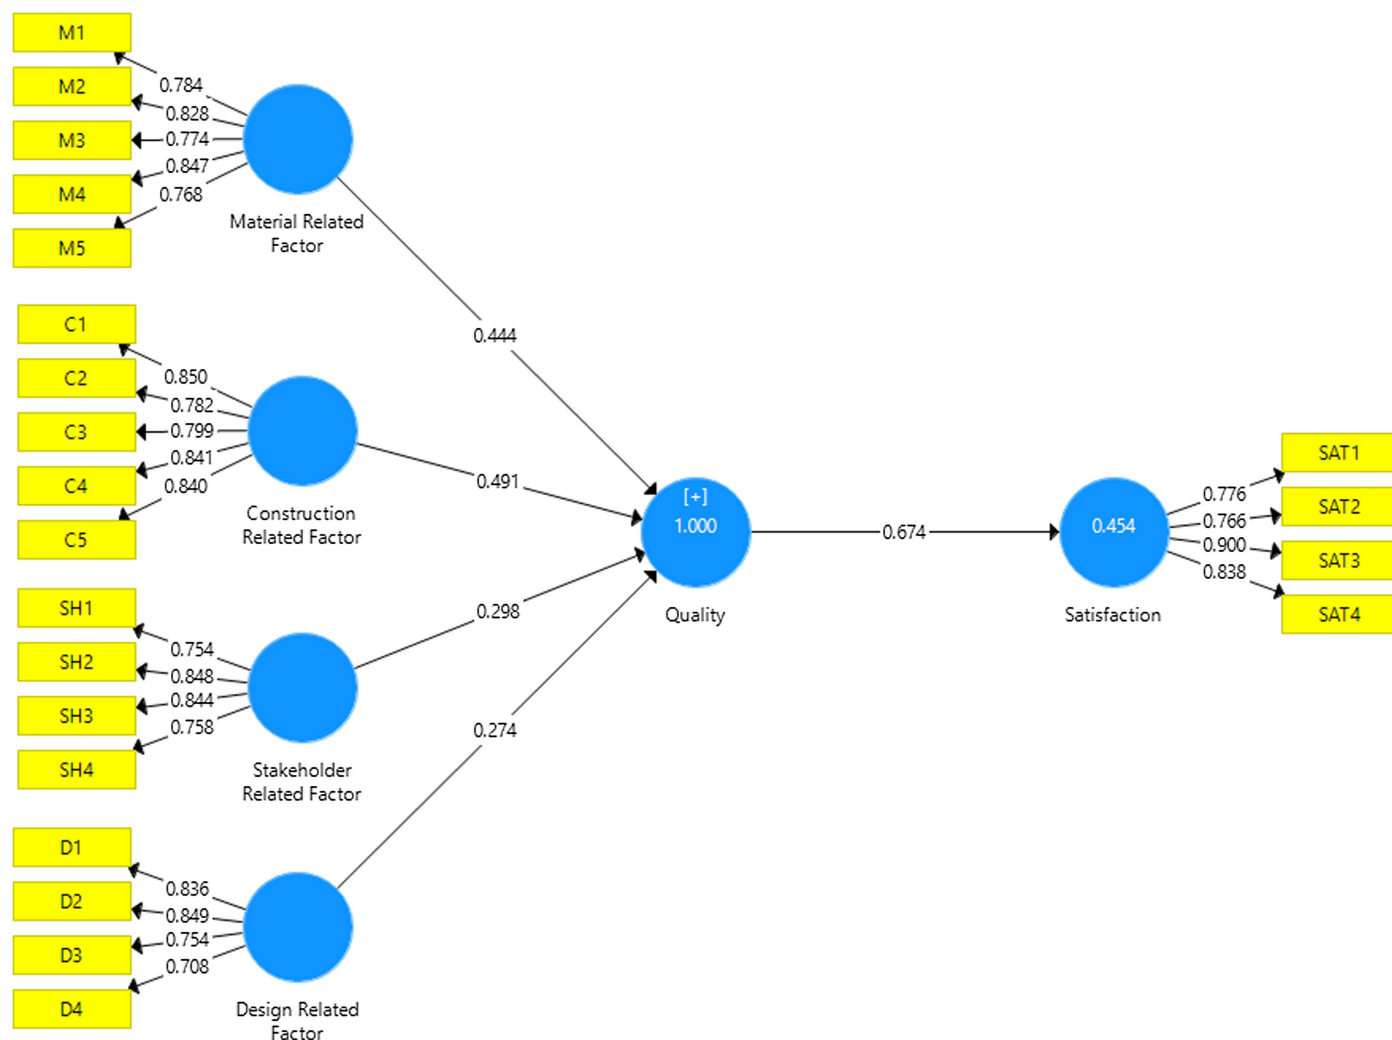 M1
M2
M3
M4
M5
0.784
0.828
0.774
0.847
0.768
Material Related
Factor
0.444
C1
C2
C3
C4
C5
0.850
0.782
0.799
0.841
0.840
Construction
Related Factor
0.491
SH1
SH2
SH3
SH4
0.754
0.848
0.844
0.758
Stakeholder
Related Factor
0.298
D1
D2
D3
D4
0.836
0.849
0.754
0.708
Design Related
Factor
0.274
[+]
1.000
Quality
0.674
0.454
Satisfaction
0.776
0.766
0.900
0.838
SAT1
SAT2
SAT3
SAT4